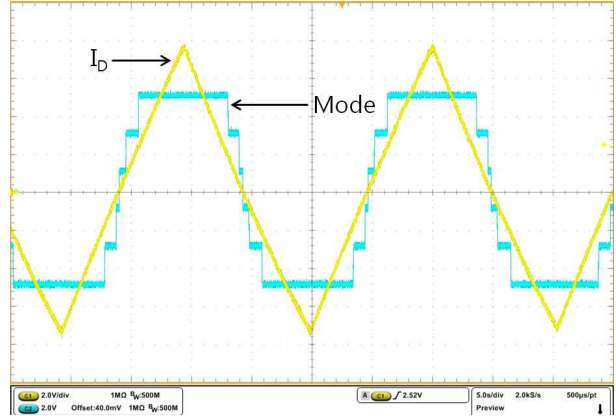 I_D
Mode
C1 2.0V/div 1MΩ B_W:500M
C2 2.0V Offset:40.0mV 1MΩ B_W:500M
A C1 / 2.52V
5.0s/div 2.0kS/s 500µs/pt
Preview